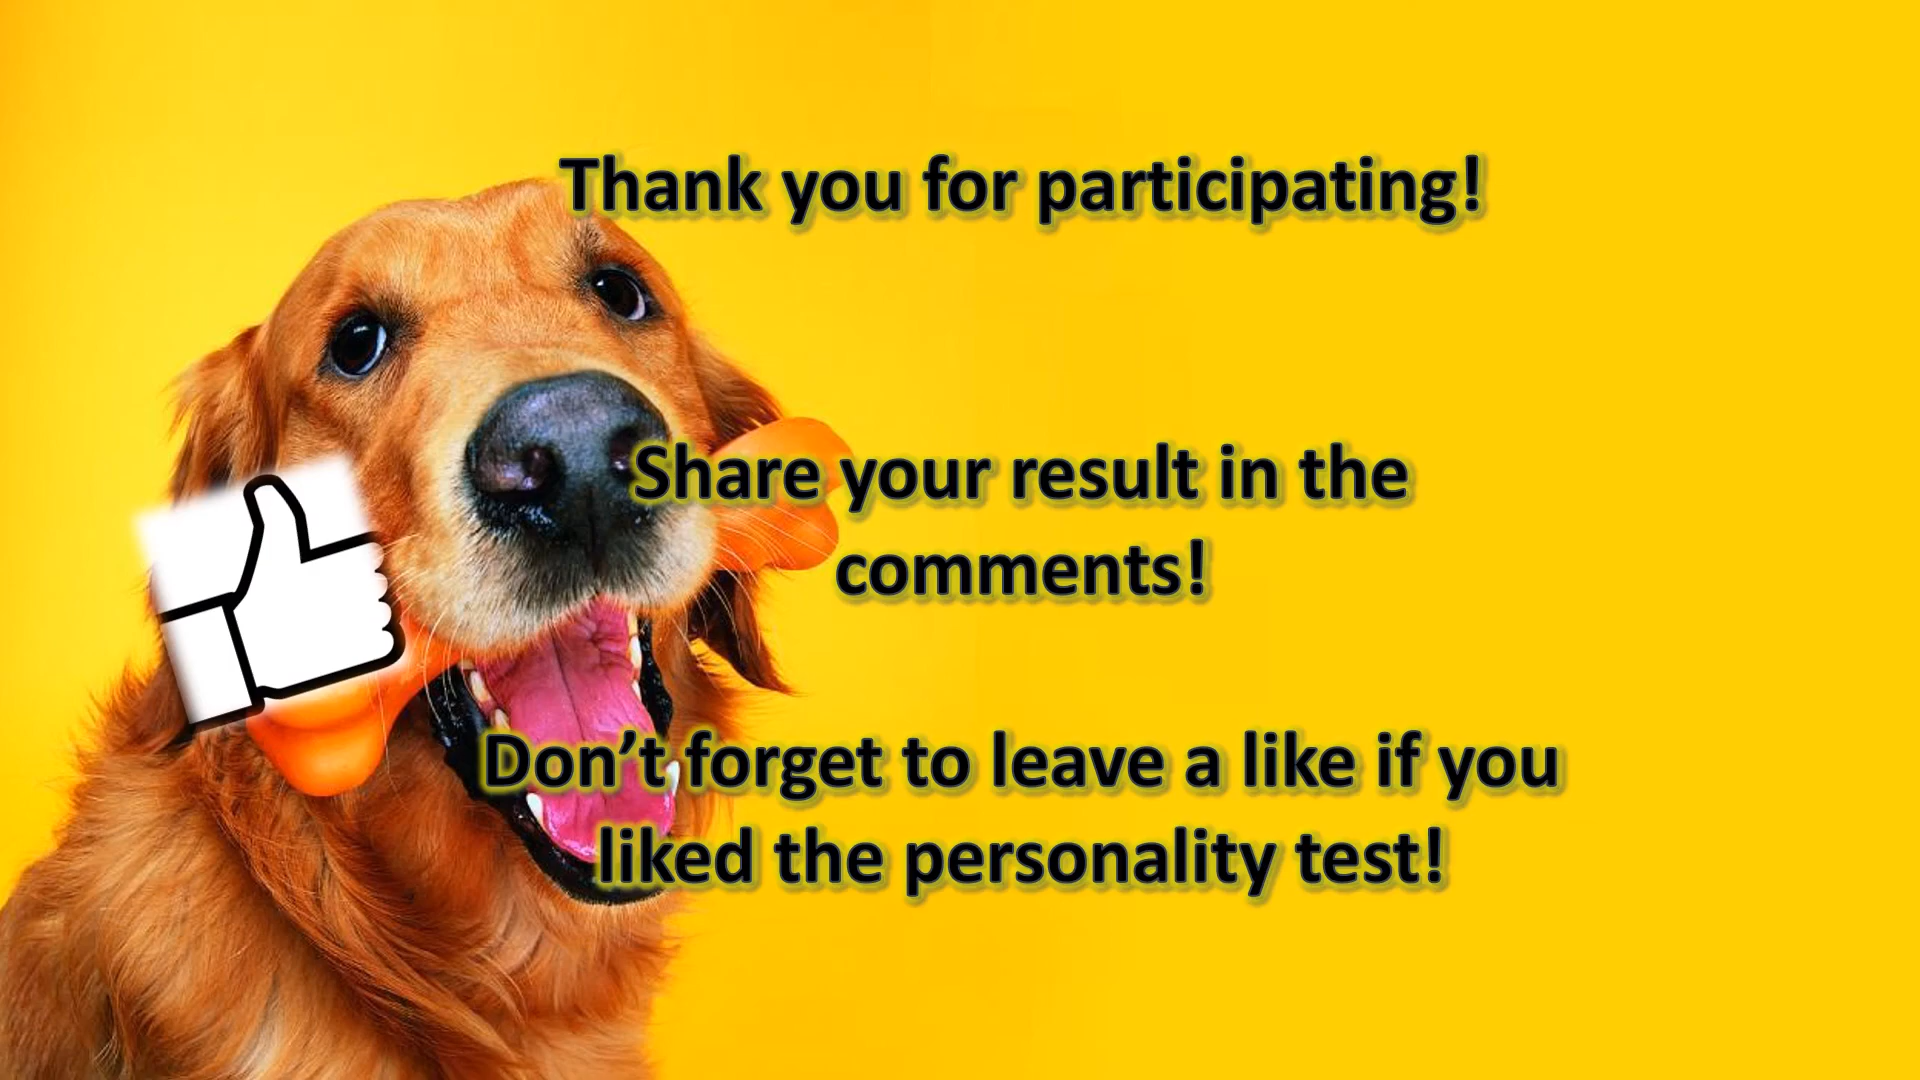 Thank you for participating!
Share your result in the
comments!
Don’t forget to leave a like if you
liked the personality test!